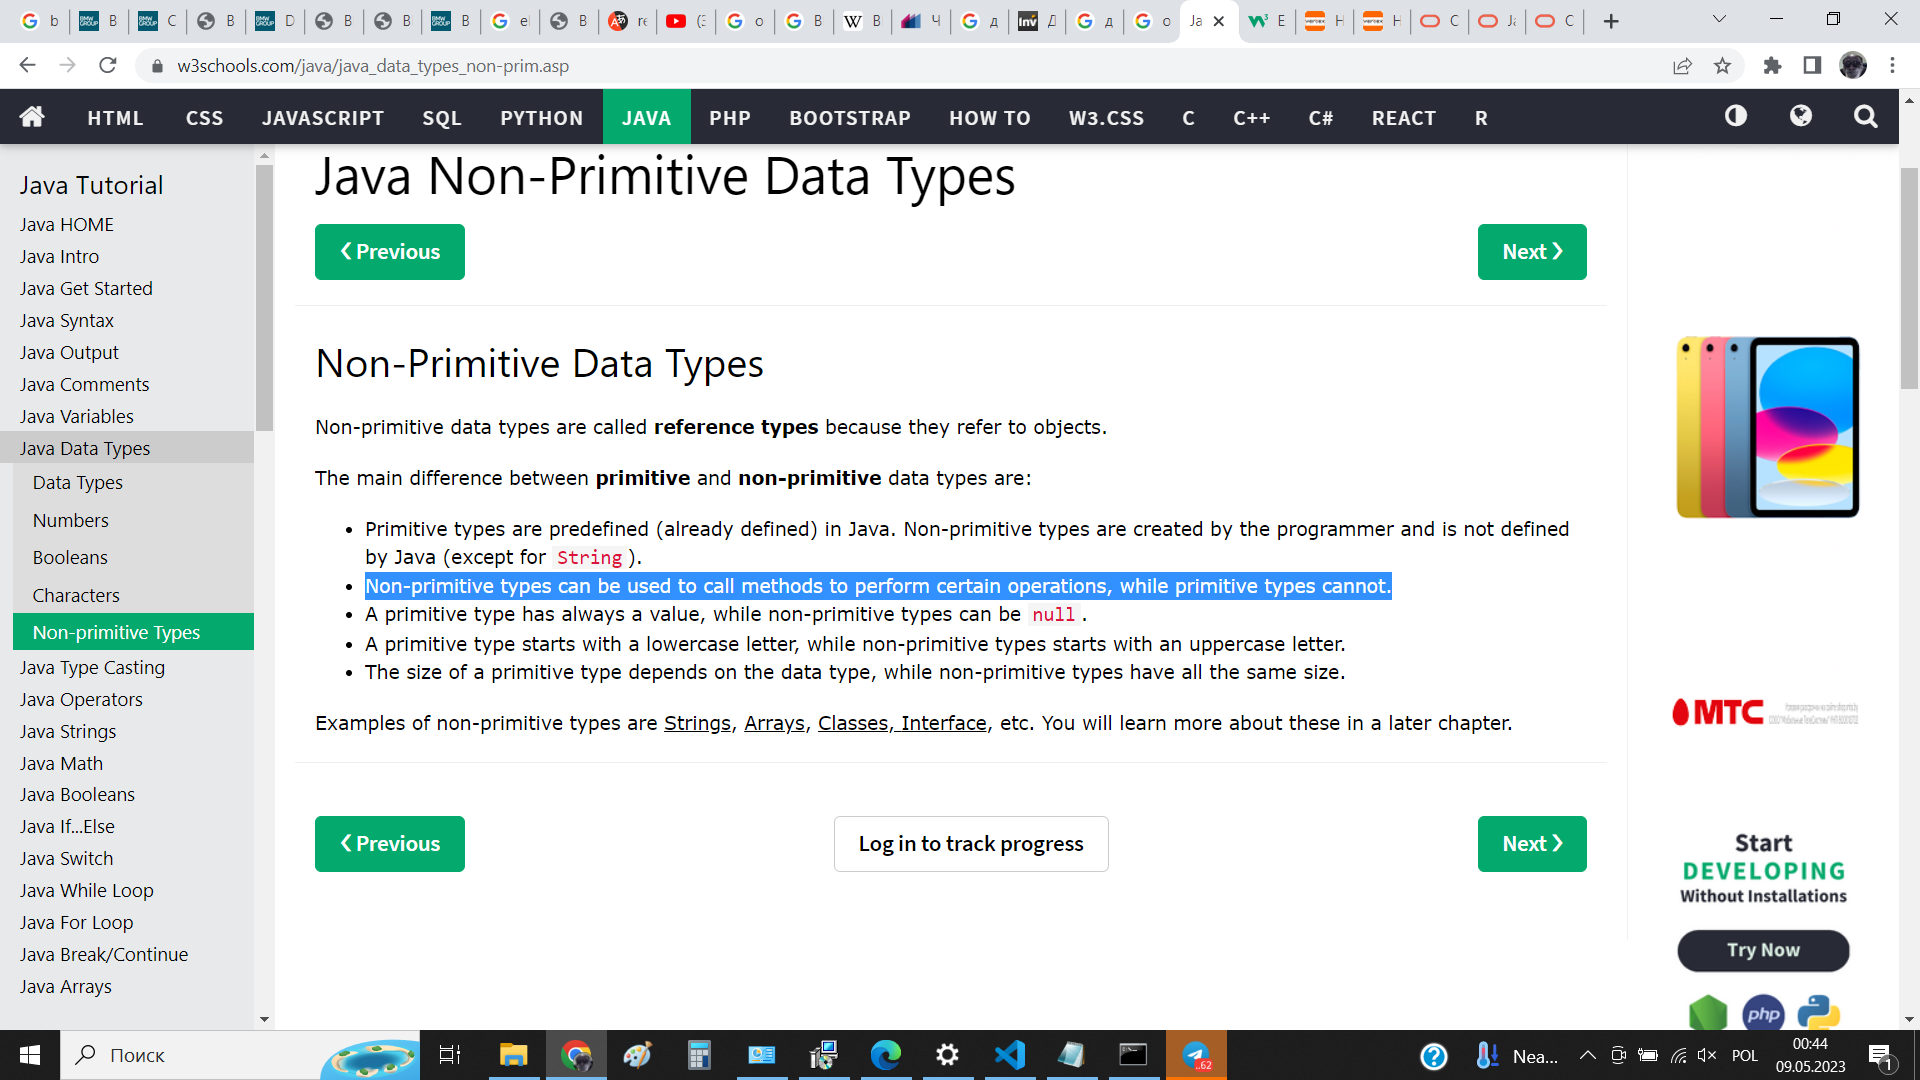 b
B
C
B
D
B
B
B
el
B
re
(3
o
B
B
Ч
д
Д
д
o
Ja
E
H
H
C
Ja
C
w3schools.com/java/java_data_types_non-prim.asp
HTML CSS JAVASCRIPT SQL PYTHON JAVA PHP BOOTSTRAP HOW TO W3.CSS C C++ C# REACT R
Java Tutorial
Java HOME
Java Intro
Java Get Started
Java Syntax
Java Output
Java Comments
Java Variables
Java Data Types
Data Types
Numbers
Booleans
Characters
Non-primitive Types
Java Type Casting
Java Operators
Java Strings
Java Math
Java Booleans
Java If...Else
Java Switch
Java While Loop
Java For Loop
Java Break/Continue
Java Arrays
Java Non-Primitive Data Types
❮ Previous
Next ❯
Non-Primitive Data Types
Non-primitive data types are called reference types because they refer to objects.
The main difference between primitive and non-primitive data types are:
• Primitive types are predefined (already defined) in Java. Non-primitive types are created by the programmer and is not defined
by Java (except for String).
• Non-primitive types can be used to call methods to perform certain operations, while primitive types cannot.
• A primitive type has always a value, while non-primitive types can be null.
• A primitive type starts with a lowercase letter, while non-primitive types starts with an uppercase letter.
• The size of a primitive type depends on the data type, while non-primitive types have all the same size.
Examples of non-primitive types are Strings, Arrays, Classes, Interface, etc. You will learn more about these in a later chapter.
❮ Previous
Log in to track progress
Next ❯
МТС
Start
DEVELOPING
Without Installations
Try Now
php
Поиск
..62
Nea...
POL
00:44
09.05.2023
1